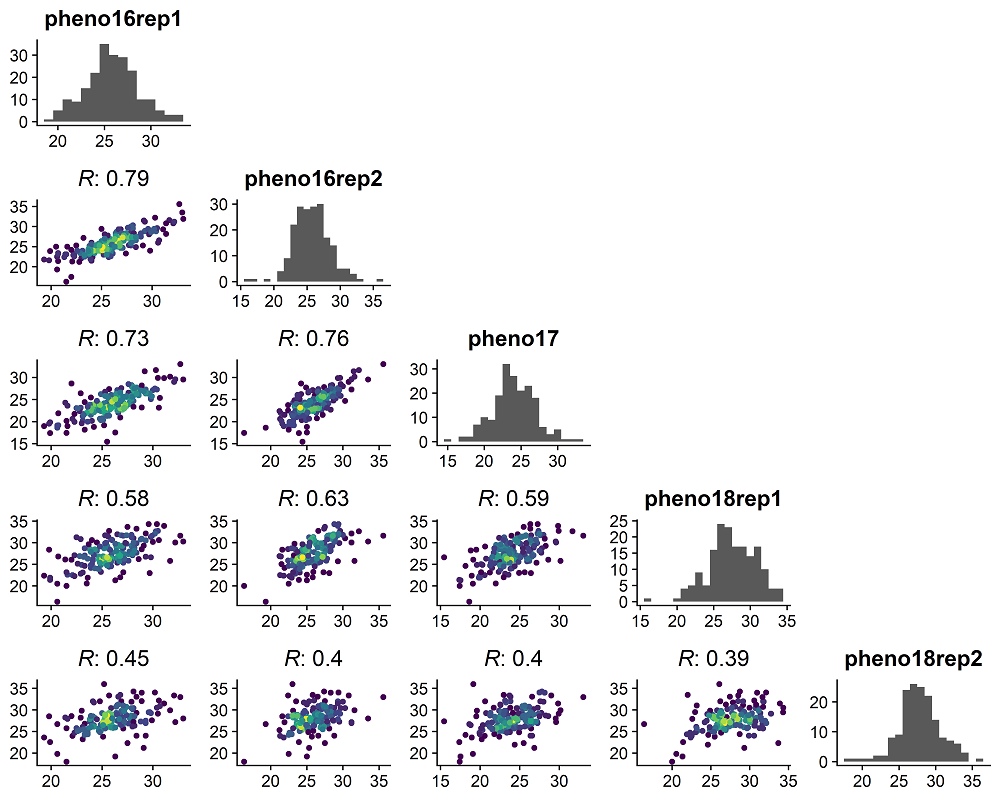 pheno16rep1
30
20
10
0
20 25 30
R: 0.79 pheno16rep2
35 30
30 20
25 10
20 0
20 25 30 15 20 25 30 35
R: 0.73 R: 0.76 pheno17
30 30 30
25 25 20
20 20 10
15 15 0
20 25 30 15 20 25 30 35 15 20 25 30
R: 0.58 R: 0.63 R: 0.59 pheno18rep1
35 35 35 25
30 30 30 20
25 25 25 15
20 20 20 10
5
0
20 25 30 15 20 25 30 35 15 20 25 30 15 20 25 30 35
R: 0.45 R: 0.4 R: 0.4 R: 0.39 pheno18rep2
35 35 35 35
30 30 30 30 20
25 25 25 25 10
20 20 20 20 0
20 25 30 15 20 25 30 35 15 20 25 30 15 20 25 30 35 20 25 30 35